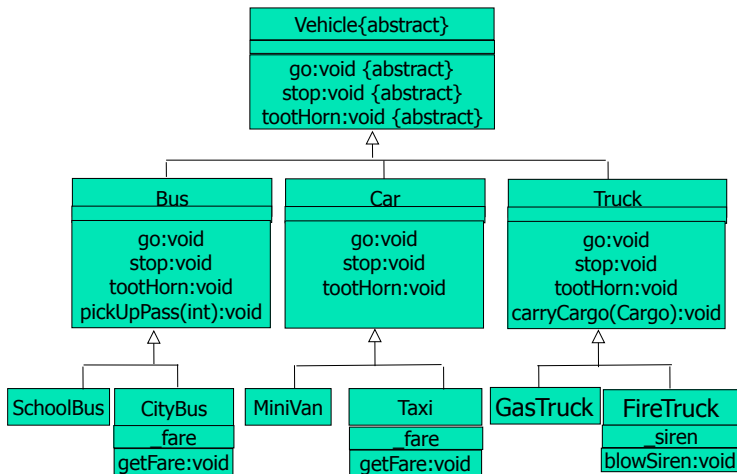 Vehicle{abstract}
go:void {abstract}
stop:void {abstract}
tootHorn:void {abstract}
Bus
go:void
stop:void
tootHorn:void
pickUpPass(int):void
Car
go:void
stop:void
tootHorn:void
Truck
go:void
stop:void
tootHorn:void
carryCargo(Cargo):void
SchoolBus
CityBus
_fare
getFare:void
MiniVan
Taxi
_fare
_getFare:void
GasTruck
FireTruck
_siren
blowSiren:void